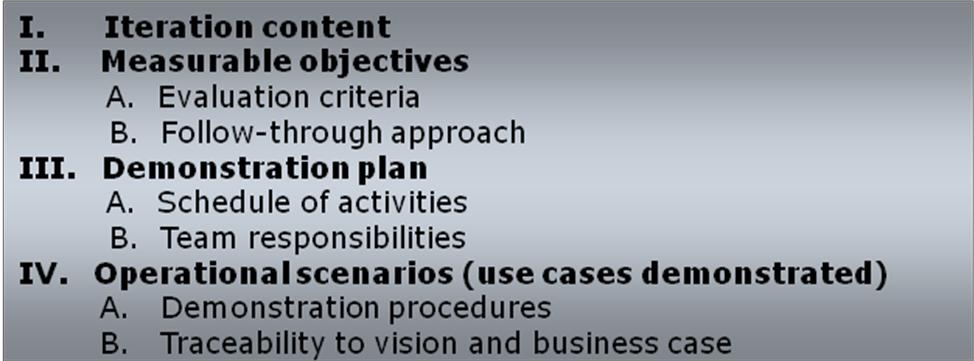 I. Iteration content
II. Measurable objectives
A. Evaluation criteria
B. Follow-through approach
III. Demonstration plan
A. Schedule of activities
B. Team responsibilities
IV. Operational scenarios (use cases demonstrated)
A. Demonstration procedures
B. Traceability to vision and business case